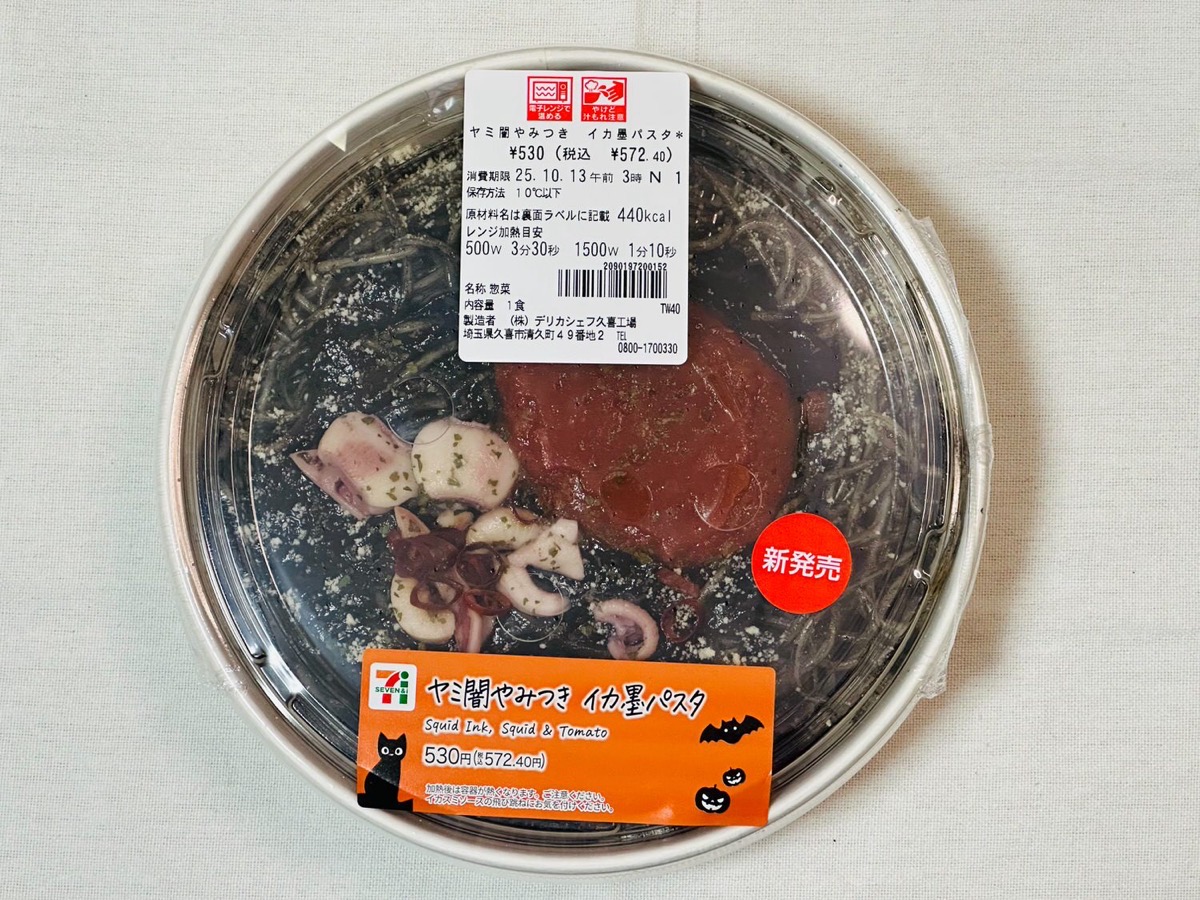 電子レンジで
温める
やけど
汁もれ注意
ヤミ闇やみつき イカ墨パスタ*
¥530 (税込 ¥572.40)
消費期限 25.10.13午前 3時 N 1
保存方法 10℃以下
原材料名は裏面ラベルに記載 440kcal
レンジ加熱目安
500W 3分30秒 1500W 1分10秒
2090197200152
名称 惣菜
内容量 1食 TW40
製造者 (株)デリカシェフ久喜工場
埼玉県久喜市清久町49番地2 TEL
0800-1700330
新発売
SEVEN&i
ヤミ闇やみつき イカ墨パスタ
Squid Ink, Squid & Tomato
530円(税込572.40円)
加熱後は容器が熱くなります。ご注意ください。
イカスミソースの飛び跳ねにお気を付けください。